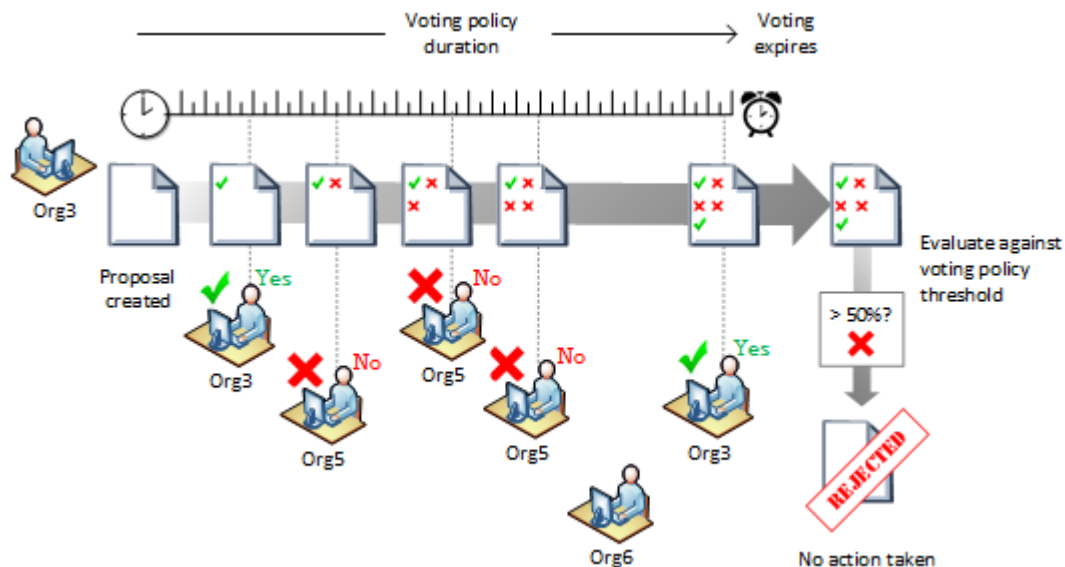 Voting policy
duration
Voting
expires
Org3
Proposal
created
Yes
Org3
No
Org5
No
Org5
No
Org5
Yes
Org3
Org6
Evaluate against
voting policy
threshold
> 50%?
REJECTED
No action taken